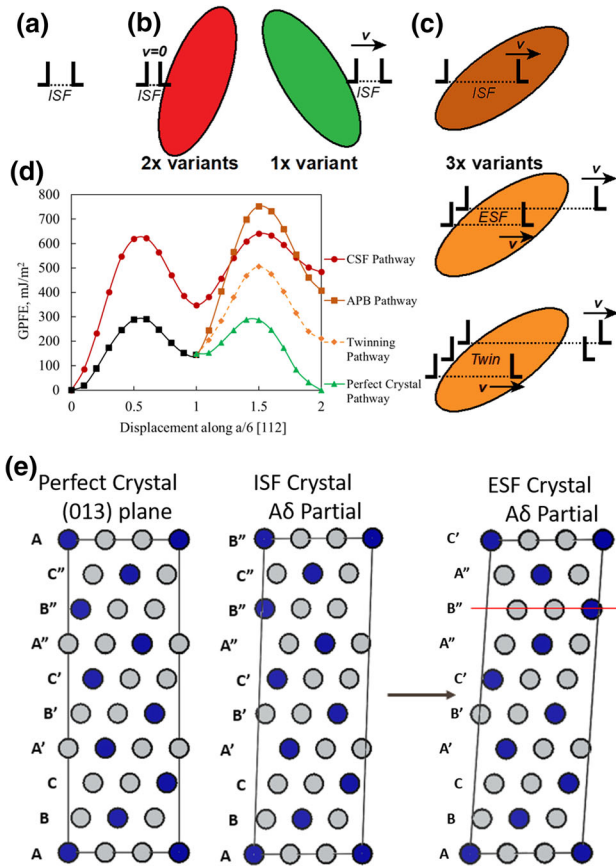 (a)
(b)
(c)
v=0
ISF
ISF
v
ISF
v
ISF
2x variants
1x variant
3x variants
v
ESF
v
v
Twin
v
(d)
800
700
600
500
400
300
200
100
0
GPFE, mJ/m²
0
0.5
1
1.5
2
Displacement along a/6 [112]
CSF Pathway
APB Pathway
Twinning
Pathway
Perfect Crystal
Pathway
(e)
Perfect Crystal
(013) plane
A
C"
B"
A"
C'
B'
A'
C
B
A
ISF Crystal
Aδ Partial
B"
C"
B"
A"
C'
B'
A'
C
B
A
ESF Crystal
Aδ Partial
C'
A"
B"
A"
C'
B'
A'
C
B
A